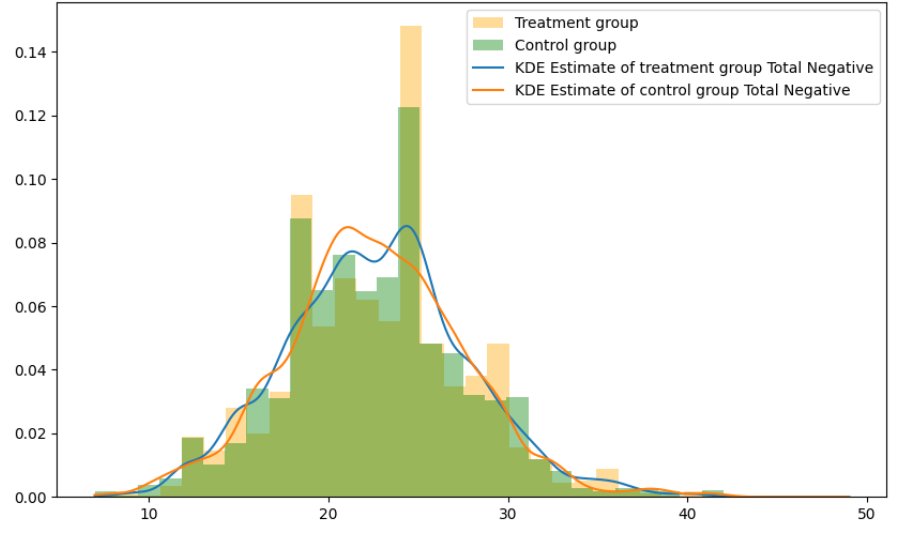 Treatment group
Control group
KDE Estimate of treatment group Total Negative
KDE Estimate of control group Total Negative
0.14
0.12
0.10
0.08
0.06
0.04
0.02
0.00
10 20 30 40 50